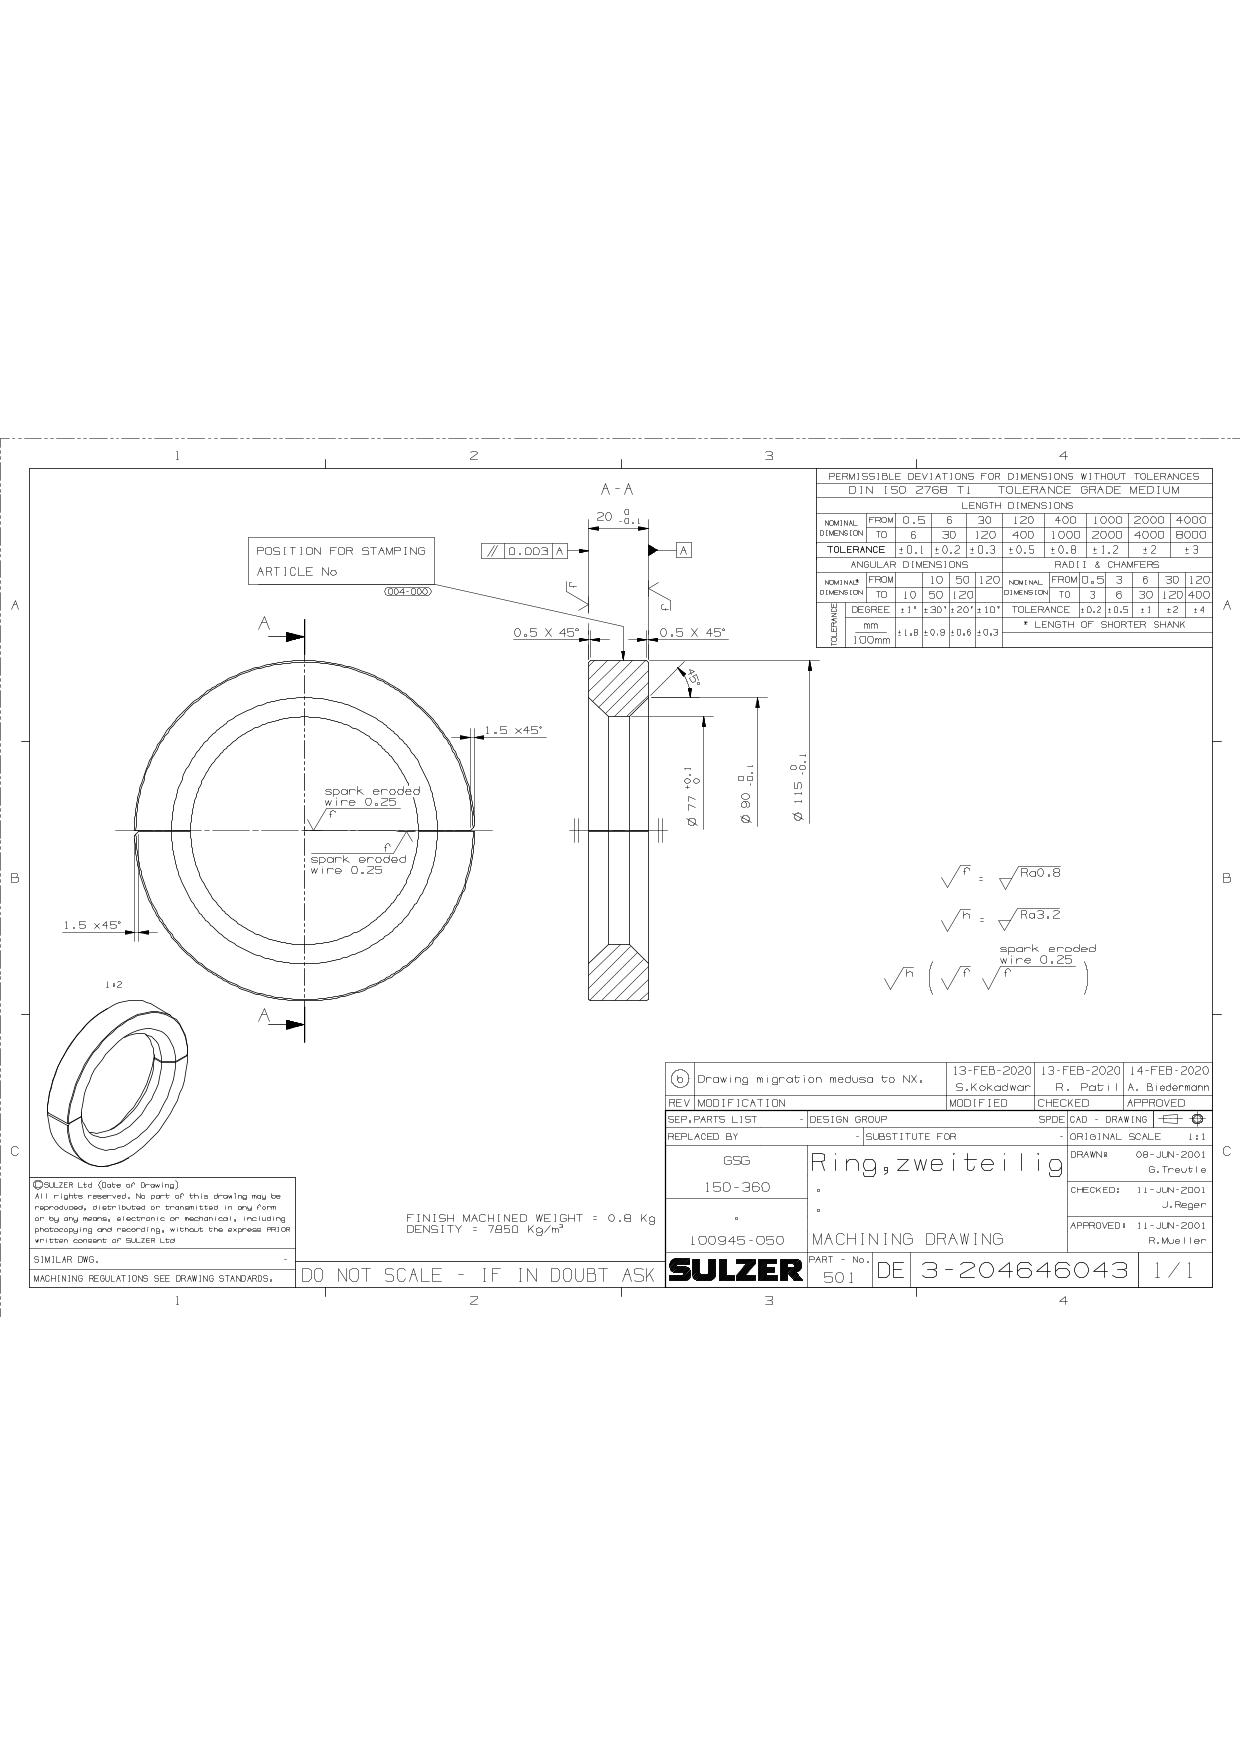 1 2 3 4
A - A
20 0 -0.1
// 0.003 A
A
POSITION FOR STAMPING
ARTICLE No
004-000
f
f
0.5 X 45° 0.5 X 45°
A
45°
1.5 x45°
spark eroded
wire 0.25
f
f
spark eroded
wire 0.25
Ø 77 +0.1 0
Ø 90 0 -0.1
Ø 115 0 -0.1
1.5 x45°
A
1:2
PERMISSIBLE DEVIATIONS FOR DIMENSIONS WITHOUT TOLERANCES
DIN ISO 2768 T1 TOLERANCE GRADE MEDIUM
LENGTH DIMENSIONS
NOMINAL DIMENSION FROM 0.5 6 30 120 400 1000 2000 4000
TO 6 30 120 400 1000 2000 4000 8000
TOLERANCE ±0.1 ±0.2 ±0.3 ±0.5 ±0.8 ±1.2 ±2 ±3
ANGULAR DIMENSIONS RADII & CHAMFERS
NOMINAL* DIMENSION FROM 10 50 120 NOMINAL DIMENSION FROM 0.5 3 6 30 120
TO 10 50 120 TO 3 6 30 120 400
TOLERANCE DEGREE ±1° ±30' ±20' ±10' TOLERANCE ±0.2 ±0.5 ±1 ±2 ±4
mm 100mm ±1.8 ±0.9 ±0.6 ±0.3 * LENGTH OF SHORTER SHANK
A A
B B
C C
f = Ra0.8
h = Ra3.2
spark eroded
wire 0.25
h ( f f )
6 Drawing migration medusa to NX. 13-FEB-2020 13-FEB-2020 14-FEB-2020
S.Kokadwar R. Patil A. Biedermann
REV MODIFICATION MODIFIED CHECKED APPROVED
SEP.PARTS LIST - DESIGN GROUP SPDE CAD - DRAWING
REPLACED BY - SUBSTITUTE FOR - ORIGINAL SCALE 1:1
GSG
150-360
100945-050
Ring,zweiteilig
MACHINING DRAWING
DRAWN: 08-JUN-2001
G.Treutle
CHECKED: 11-JUN-2001
J.Reger
APPROVED: 11-JUN-2001
R.Mueller
SULZER
PART - No.
501
DE 3-204646043 1/1
©SULZER Ltd (Date of Drawing)
All rights reserved. No part of this drawing may be
reproduced, distributed or transmitted in any form
or by any means, electronic or mechanical, including
photocopying and recording, without the express PRIOR
written consent of SULZER Ltd
SIMILAR DWG. -
MACHINING REGULATIONS SEE DRAWING STANDARDS.
FINISH MACHINED WEIGHT = 0.8 Kg
DENSITY = 7850 Kg/m³
DO NOT SCALE - IF IN DOUBT ASK
1 2 3 4